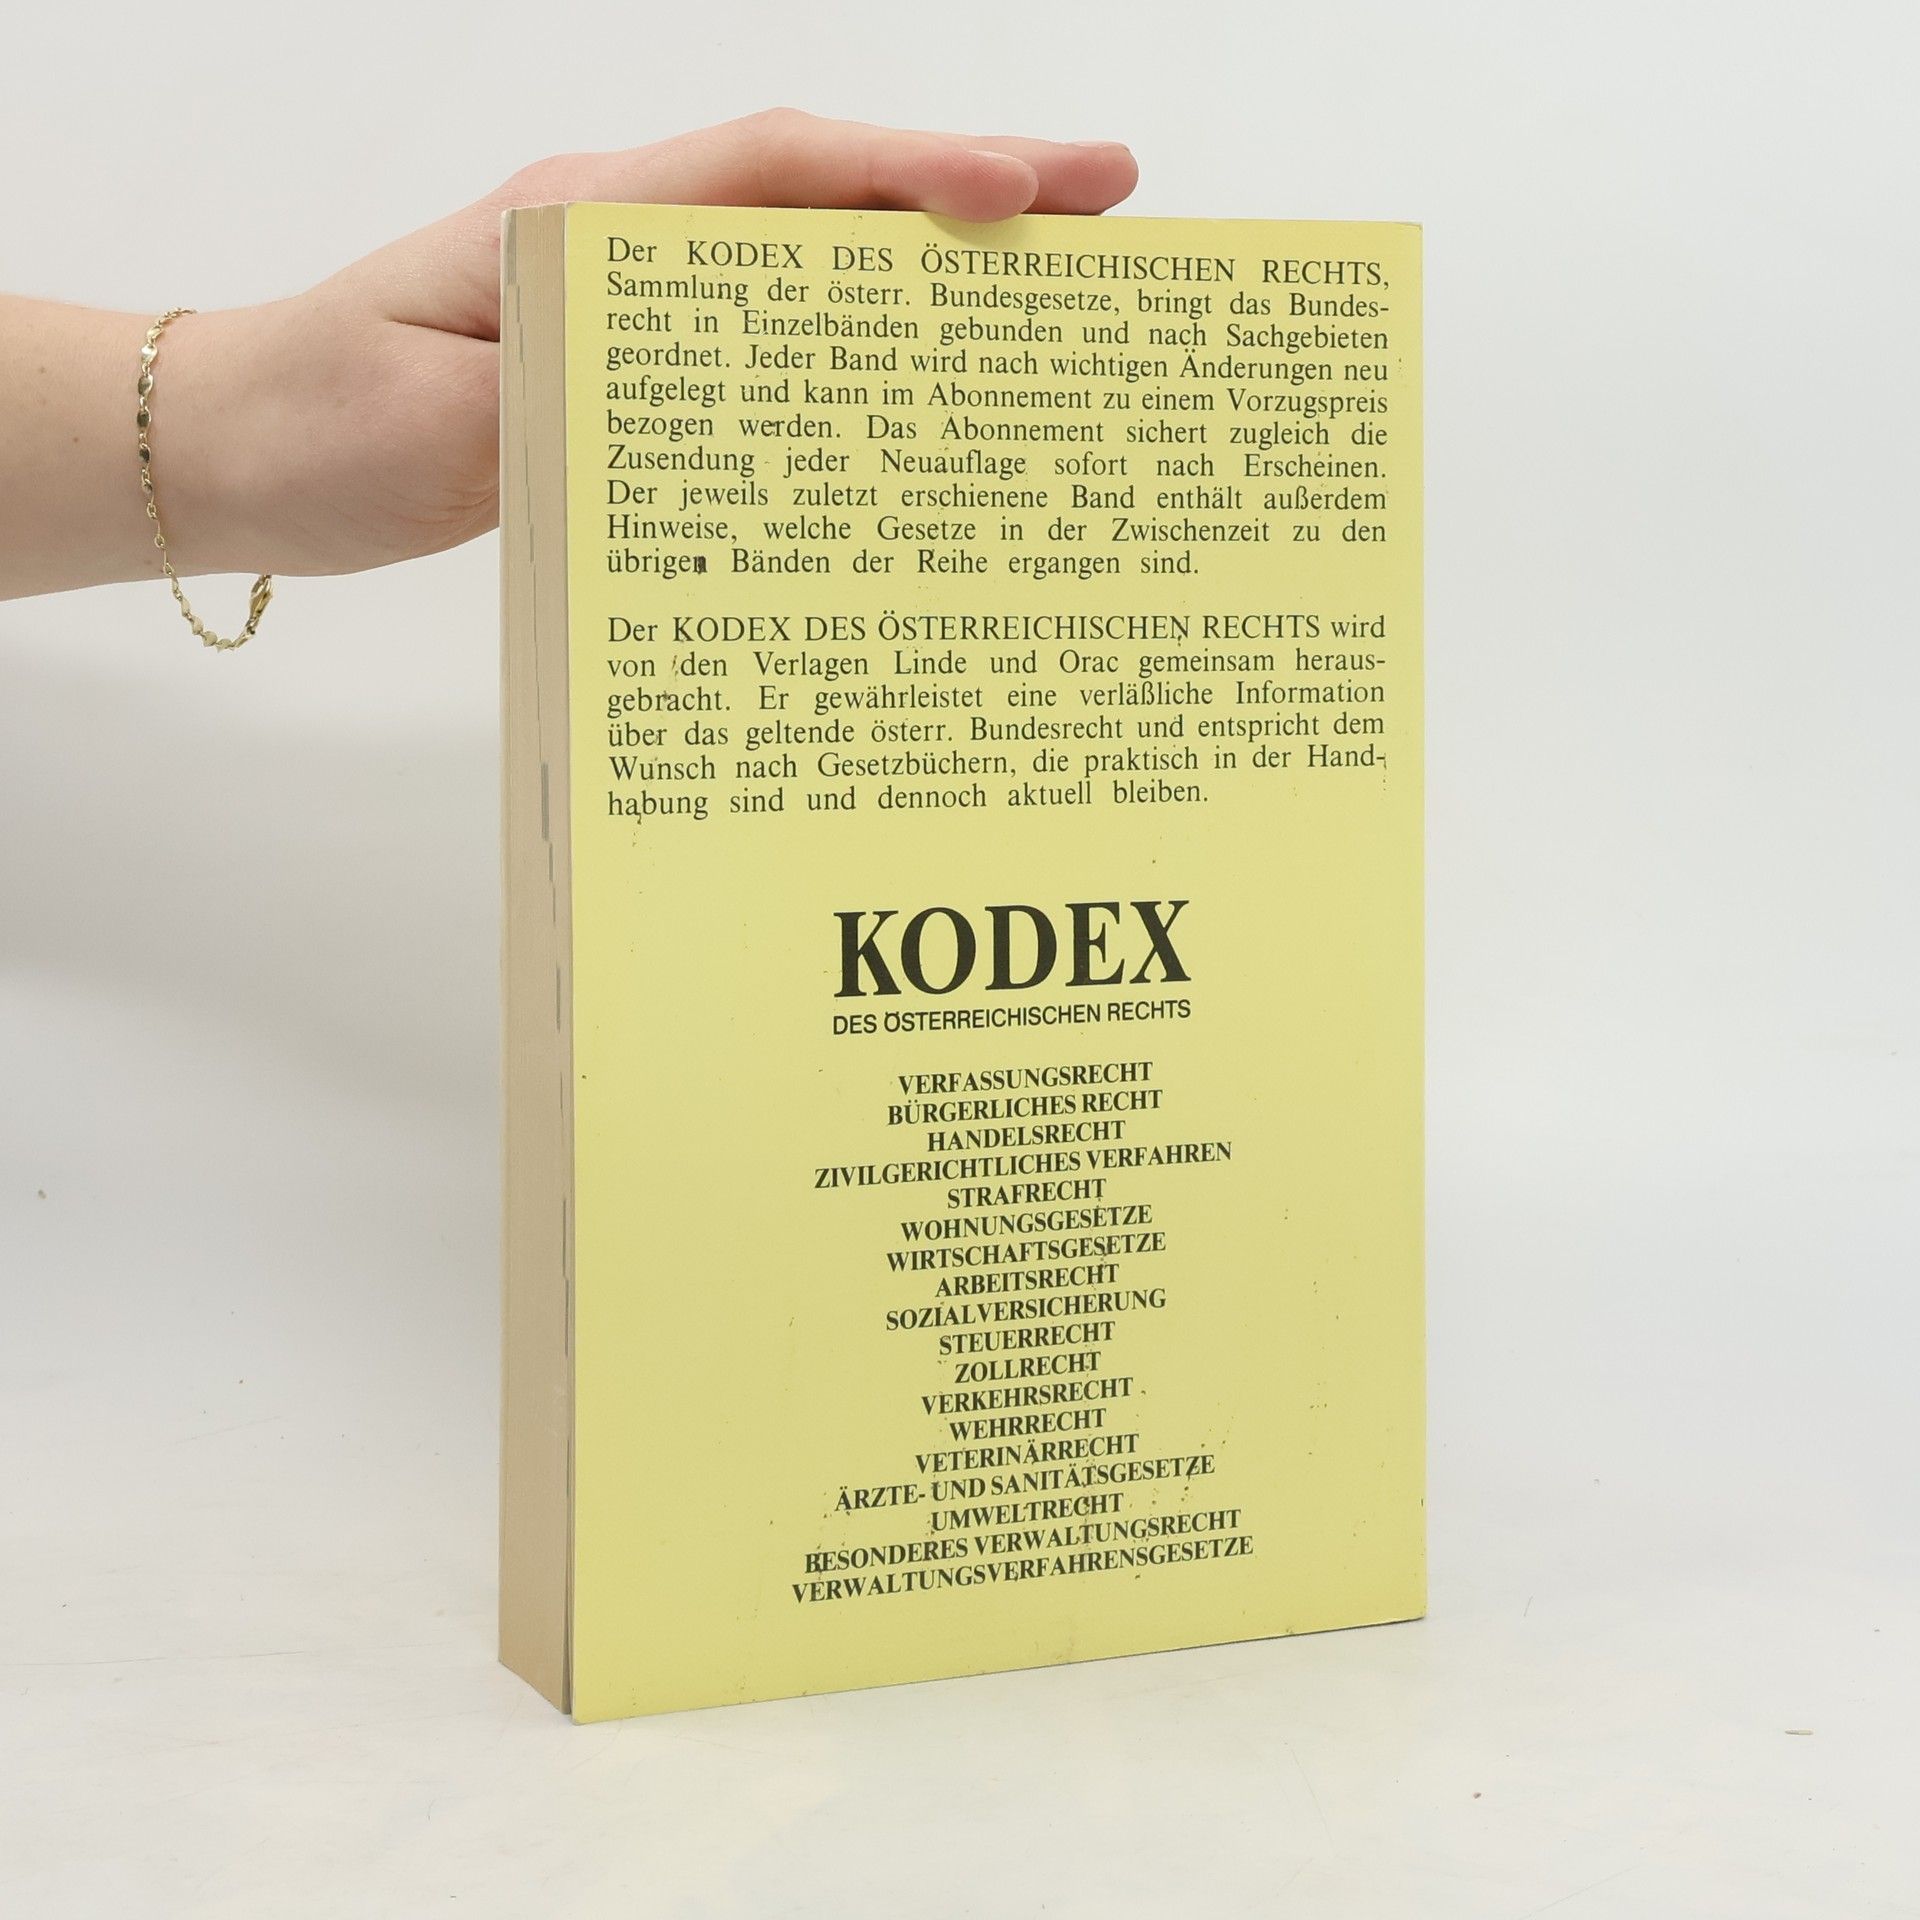 Der KODEX DES ÖSTERREICHISCHEN RECHTS,
Sammlung der österr. Bundesgesetze, bringt das Bundes-
recht in Einzelbänden gebunden und nach Sachgebieten
geordnet. Jeder Band wird nach wichtigen Änderungen neu
aufgelegt und kann im Abonnement zu einem Vorzugspreis
bezogen werden. Das Abonnement sichert zugleich die
Zusendung jeder Neuauflage sofort nach Erscheinen.
Der jeweils zuletzt erschienene Band enthält außerdem
Hinweise, welche Gesetze in der Zwischenzeit zu den
übrigen Bänden der Reihe ergangen sind.
Der KODEX DES ÖSTERREICHISCHEN RECHTS wird
von den Verlagen Linde und Orac gemeinsam heraus-
gebracht. Er gewährleistet eine verläßliche Information
über das geltende österr. Bundesrecht und entspricht dem
Wunsch nach Gesetzbüchern, die praktisch in der Hand-
habung sind und dennoch aktuell bleiben.
KODEX
DES ÖSTERREICHISCHEN RECHTS
VERFASSUNGSRECHT
BÜRGERLICHES RECHT
HANDELSRECHT
ZIVILGERICHTLICHES VERFAHREN
STRAFRECHT
WOHNUNGSGESETZE
WIRTSCHAFTSGESETZE
ARBEITSRECHT
SOZIALVERSICHERUNG
STEUERRECHT
ZOLLRECHT
VERKEHRSRECHT
WEHRRECHT
VETERINÄRRECHT
ÄRZTE- UND SANITÄTSGESETZE
UMWELTRECHT
BESONDERES VERWALTUNGSRECHT
VERWALTUNGSVERFAHRENSGESETZE